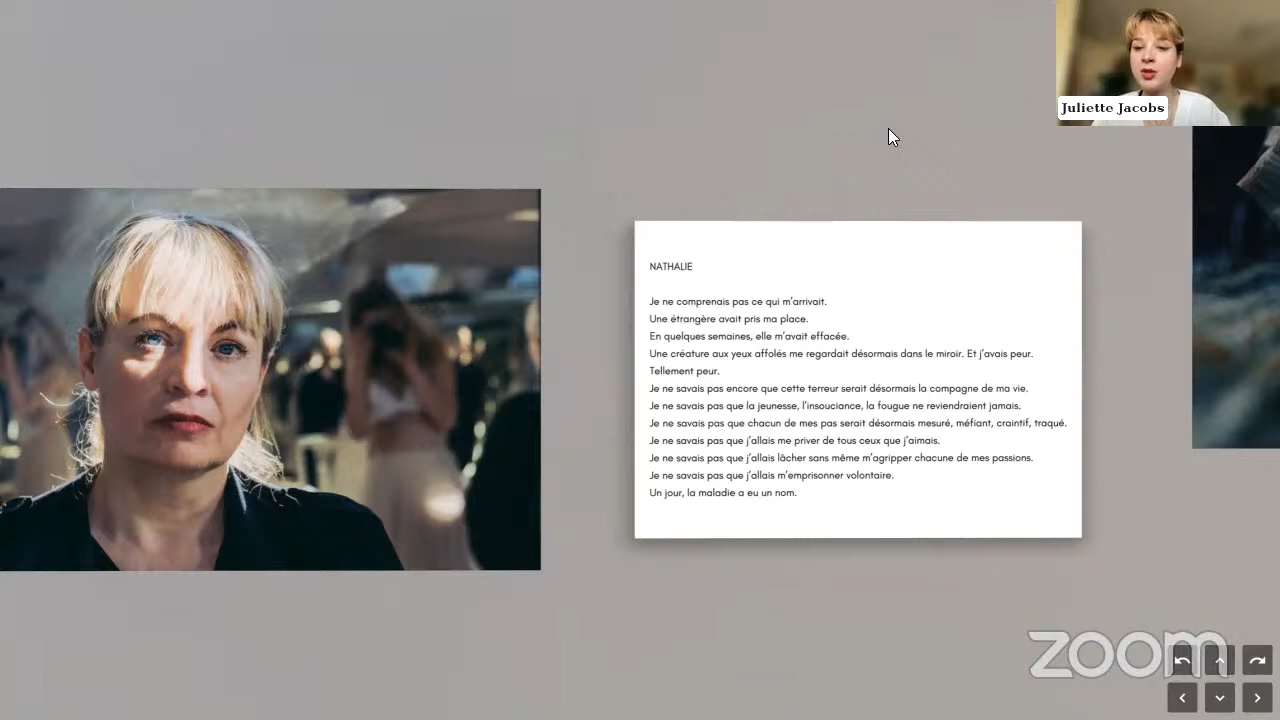 Juliette Jacobs
NATHALIE
Je ne comprenais pas ce qui m'arrivait.
Une étrangère avait pris ma place.
En quelques semaines, elle m'avait effacée.
Une créature aux yeux affolés me regardait désormais dans le miroir. Et j'avais peur.
Tellement peur.
Je ne savais pas encore que cette terreur serait désormais la compagne de ma vie.
Je ne savais pas que la jeunesse, l'insouciance, la fougue ne reviendraient jamais.
Je ne savais pas que chacun de mes pas serait désormais mesuré, méfiant, craintif, traqué.
Je ne savais pas que j'allais me priver de tous ceux que j'aimais.
Je ne savais pas que j'allais lâcher sans même m'agripper chacune de mes passions.
Je ne savais pas que j'allais m'emprisonner volontaire.
Un jour, la maladie a eu un nom.
zoom